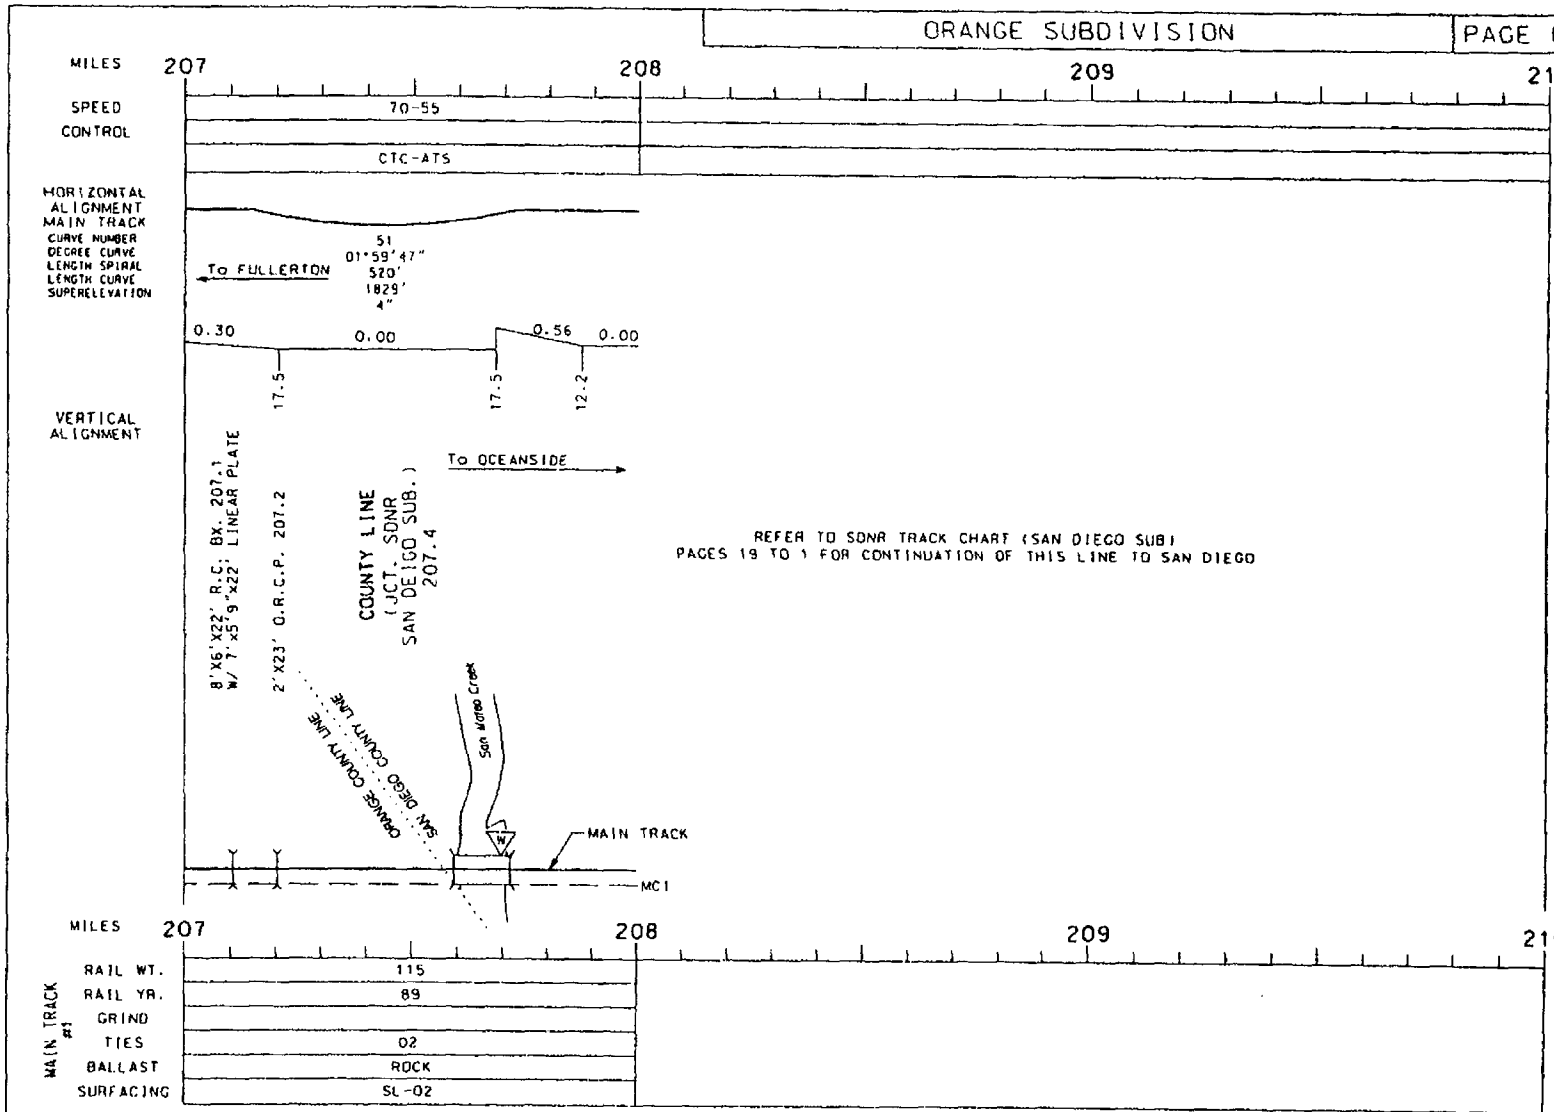 ORANGE SUBDIVISION
PAGE
MILES 207 208 209 21
SPEED 70-55
CONTROL
CTC-ATS
HORIZONTAL
ALIGNMENT
MAIN TRACK
CURVE NUMBER 51
DEGREE CURVE 01°59'47"
LENGTH SPIRAL 520'
LENGTH CURVE 1829'
SUPERELEVATION 4"
To FULLERTON
0.30 0.00 0.56 0.00
17.5 17.5 12.2
VERTICAL
ALIGNMENT
To OCEANSIDE
8'X6'X22' R.C. BX. 207.1
W/ 7'x5'9"x22' LINEAR PLATE
2'X23' O.R.C.P. 207.2
COUNTY LINE
(JCT. SDNR
SAN DEIGO SUB.)
207.4
REFER TO SDNR TRACK CHART (SAN DIEGO SUB)
PAGES 19 TO 1 FOR CONTINUATION OF THIS LINE TO SAN DIEGO
ORANGE COUNTY LINE
SAN DIEGO COUNTY LINE
San Mateo Creek
W
MAIN TRACK
MC1
MILES 207 208 209 21
MAIN TRACK
#1
RAIL WT. 115
RAIL YR. 89
GRIND
TIES 02
BALLAST ROCK
SURFACING SL-02